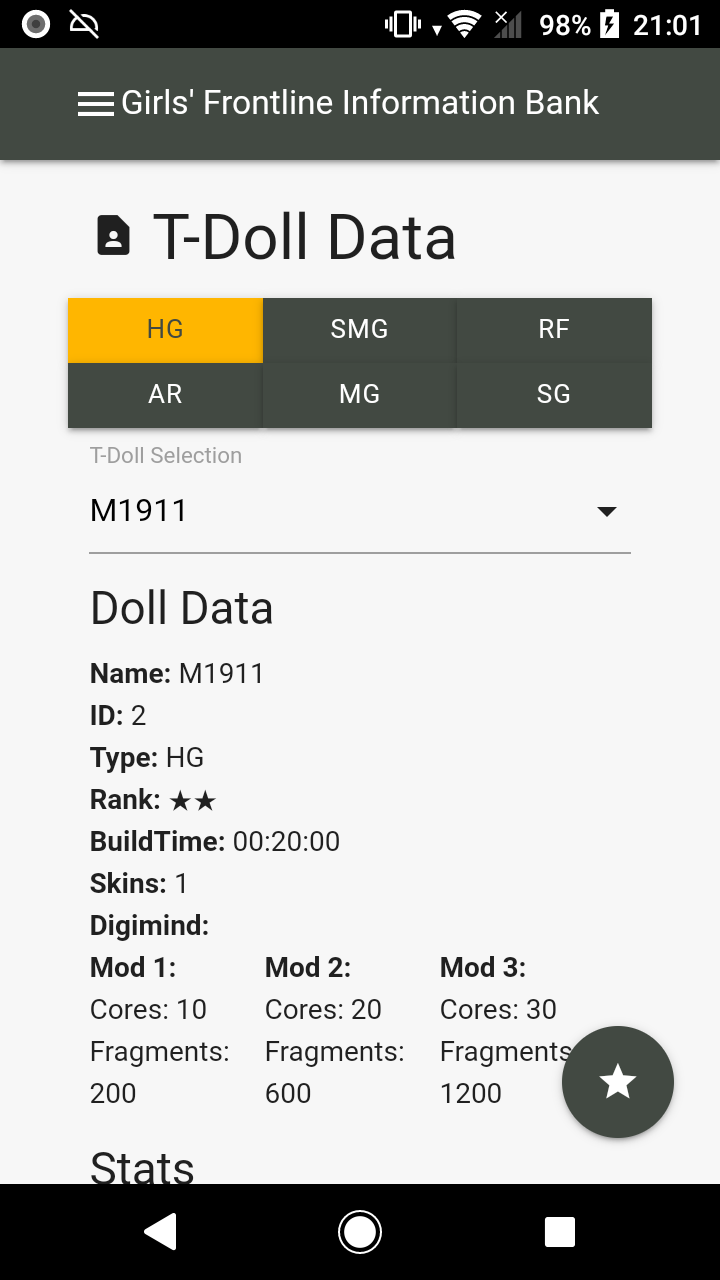 98% 21:01
Girls' Frontline Information Bank
T-Doll Data
HG SMG RF
AR MG SG
T-Doll Selection
M1911
Doll Data
Name: M1911
ID: 2
Type: HG
Rank: ★★
BuildTime: 00:20:00
Skins: 1
Digimind:
Mod 1: Mod 2: Mod 3:
Cores: 10 Cores: 20 Cores: 30
Fragments: Fragments: Fragments
200 600 1200
Stats